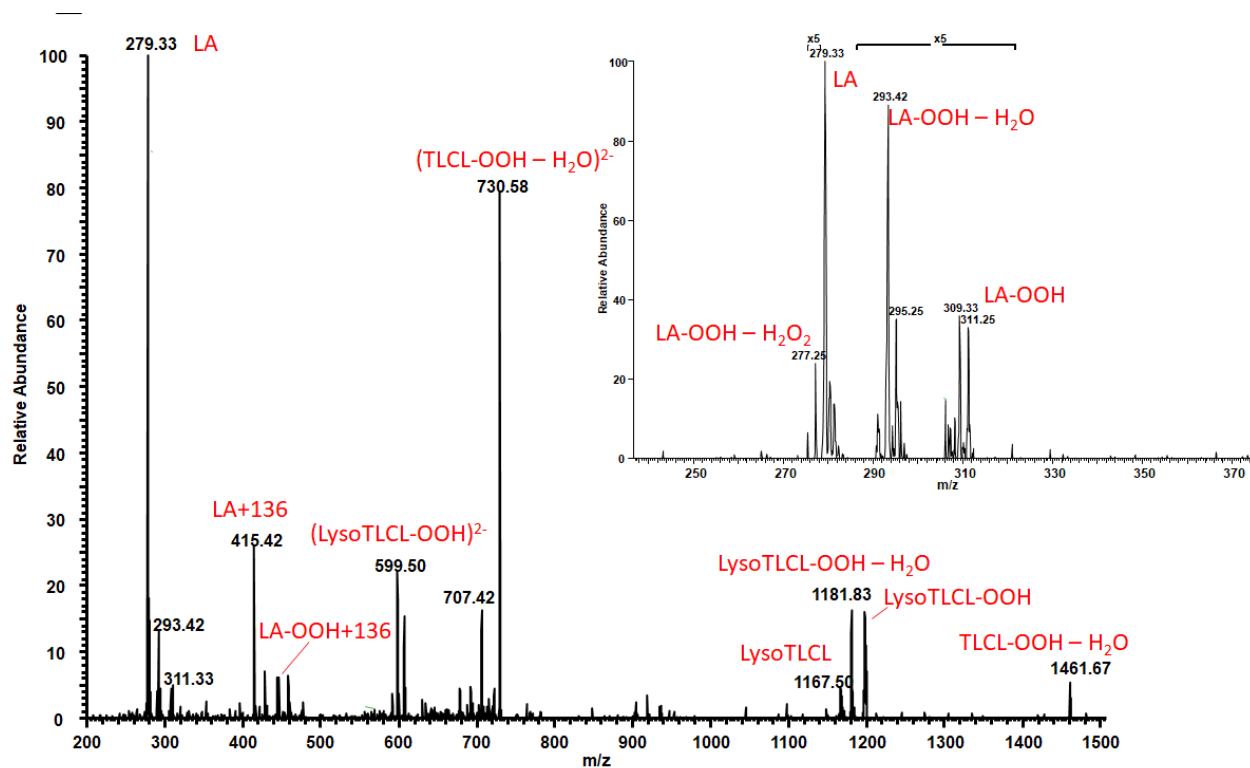 279.33 LA
100
90
80
70
60
50
40
30
20
10
0
Relative Abundance
293.42
311.33
LA+136
415.42
LA-OOH+136
(LysoTLCL-OOH)²⁻
599.50
707.42
(TLCL-OOH – H₂O)²⁻
730.58
LysoTLCL-OOH – H₂O
1181.83
LysoTLCL-OOH
LysoTLCL
1167.50
TLCL-OOH – H₂O
1461.67
200 300 400 500 600 700 800 900 1000 1100 1200 1300 1400 1500
m/z
x5 x5
279.33
LA
293.42
LA-OOH – H₂O
295.25
LA-OOH
309.33
311.25
LA-OOH – H₂O₂
277.25
100
80
60
40
20
0
Relative Abundance
250 270 290 310 330 350 370
m/z